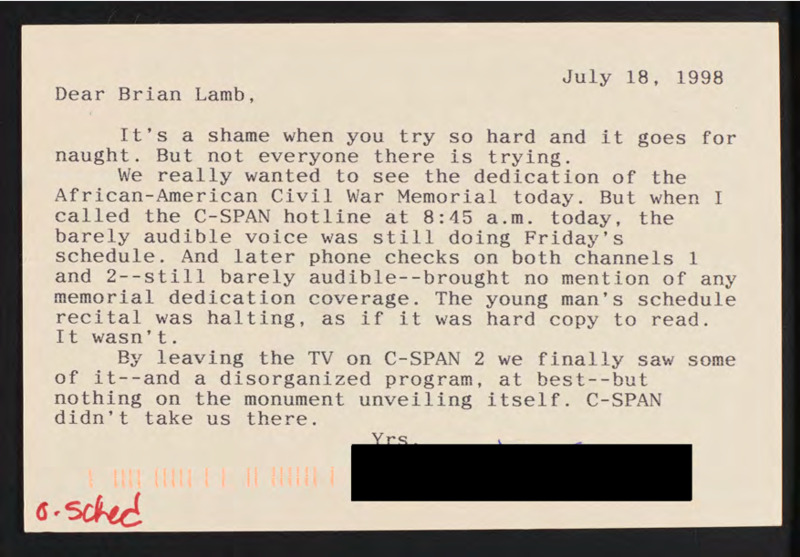 July 18, 1998
Dear Brian Lamb,
It's a shame when you try so hard and it goes for
naught. But not everyone there is trying.
We really wanted to see the dedication of the
African-American Civil War Memorial today. But when I
called the C-SPAN hotline at 8:45 a.m. today, the
barely audible voice was still doing Friday's
schedule. And later phone checks on both channels 1
and 2--still barely audible--brought no mention of any
memorial dedication coverage. The young man's schedule
recital was halting, as if it was hard copy to read.
It wasn't.
By leaving the TV on C-SPAN 2 we finally saw some
of it--and a disorganized program, at best--but
nothing on the monument unveiling itself. C-SPAN
didn't take us there.
Yrs.
o. sched